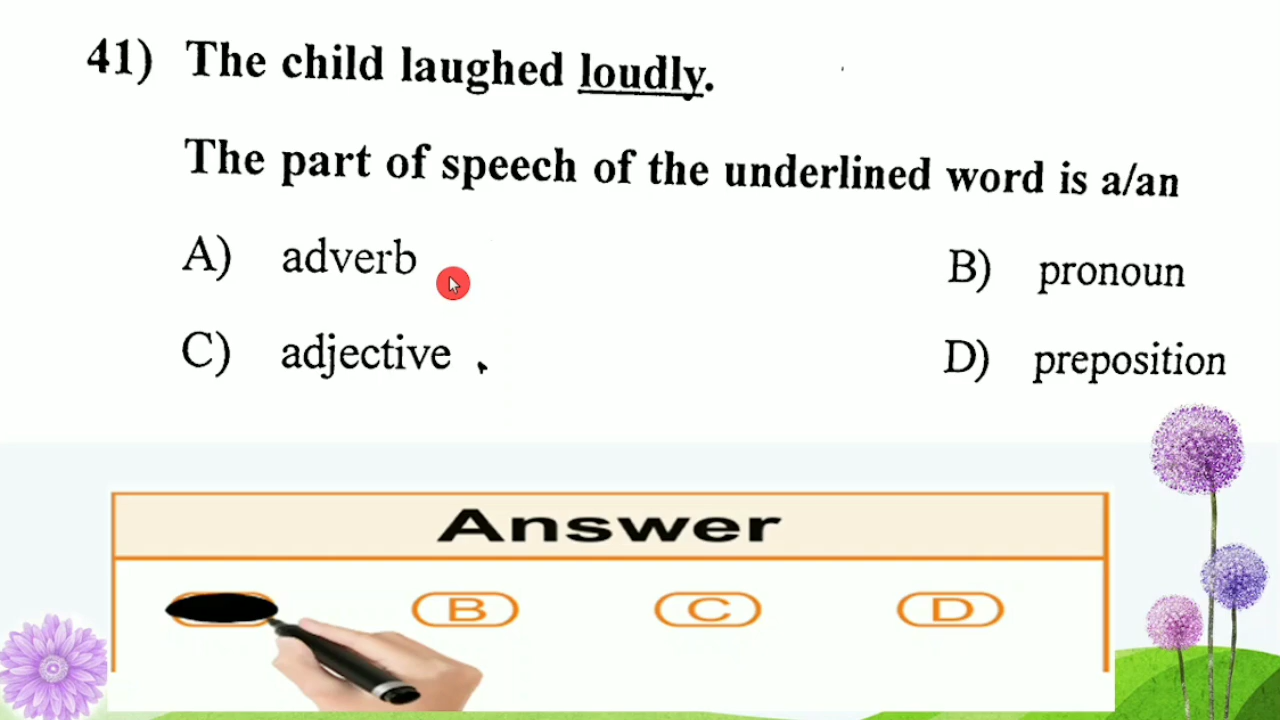 41) The child laughed loudly.
The part of speech of the underlined word is a/an
A) adverb B) pronoun
C) adjective D) preposition
Answer
B C D